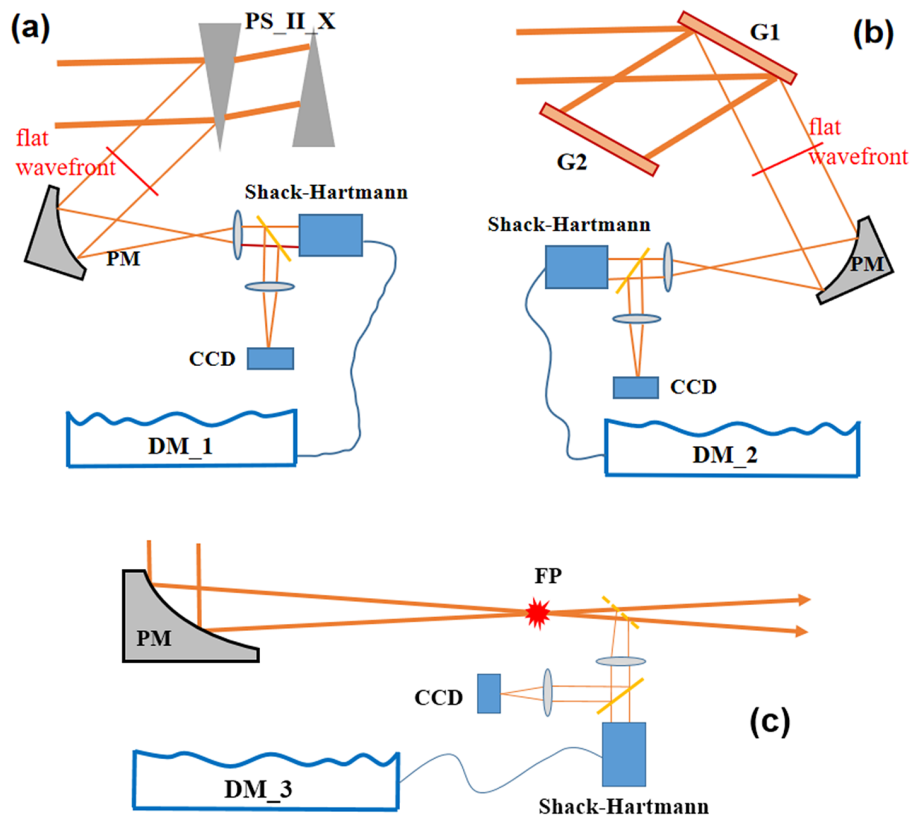 (a)
PS_II_X
flat
wavefront
Shack-Hartmann
PM
CCD
DM_1
G1
(b)
G2
flat
wavefront
Shack-Hartmann
PM
CCD
DM_2
FP
PM
CCD
(c)
DM_3
Shack-Hartmann